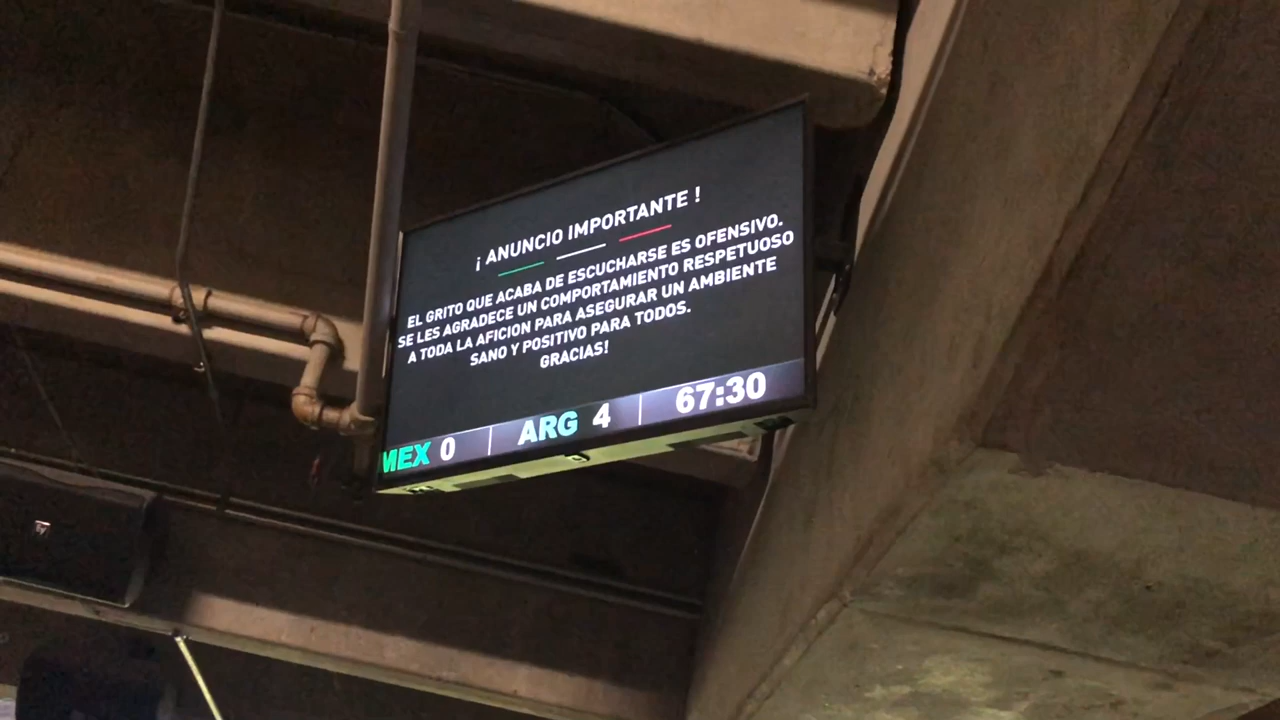 ¡ ANUNCIO IMPORTANTE !
EL GRITO QUE ACABA DE ESCUCHARSE ES OFENSIVO.
SE LES AGRADECE UN COMPORTAMIENTO RESPETUOSO
A TODA LA AFICION PARA ASEGURAR UN AMBIENTE
SANO Y POSITIVO PARA TODOS.
GRACIAS!
MEX 0 ARG 4 67:30